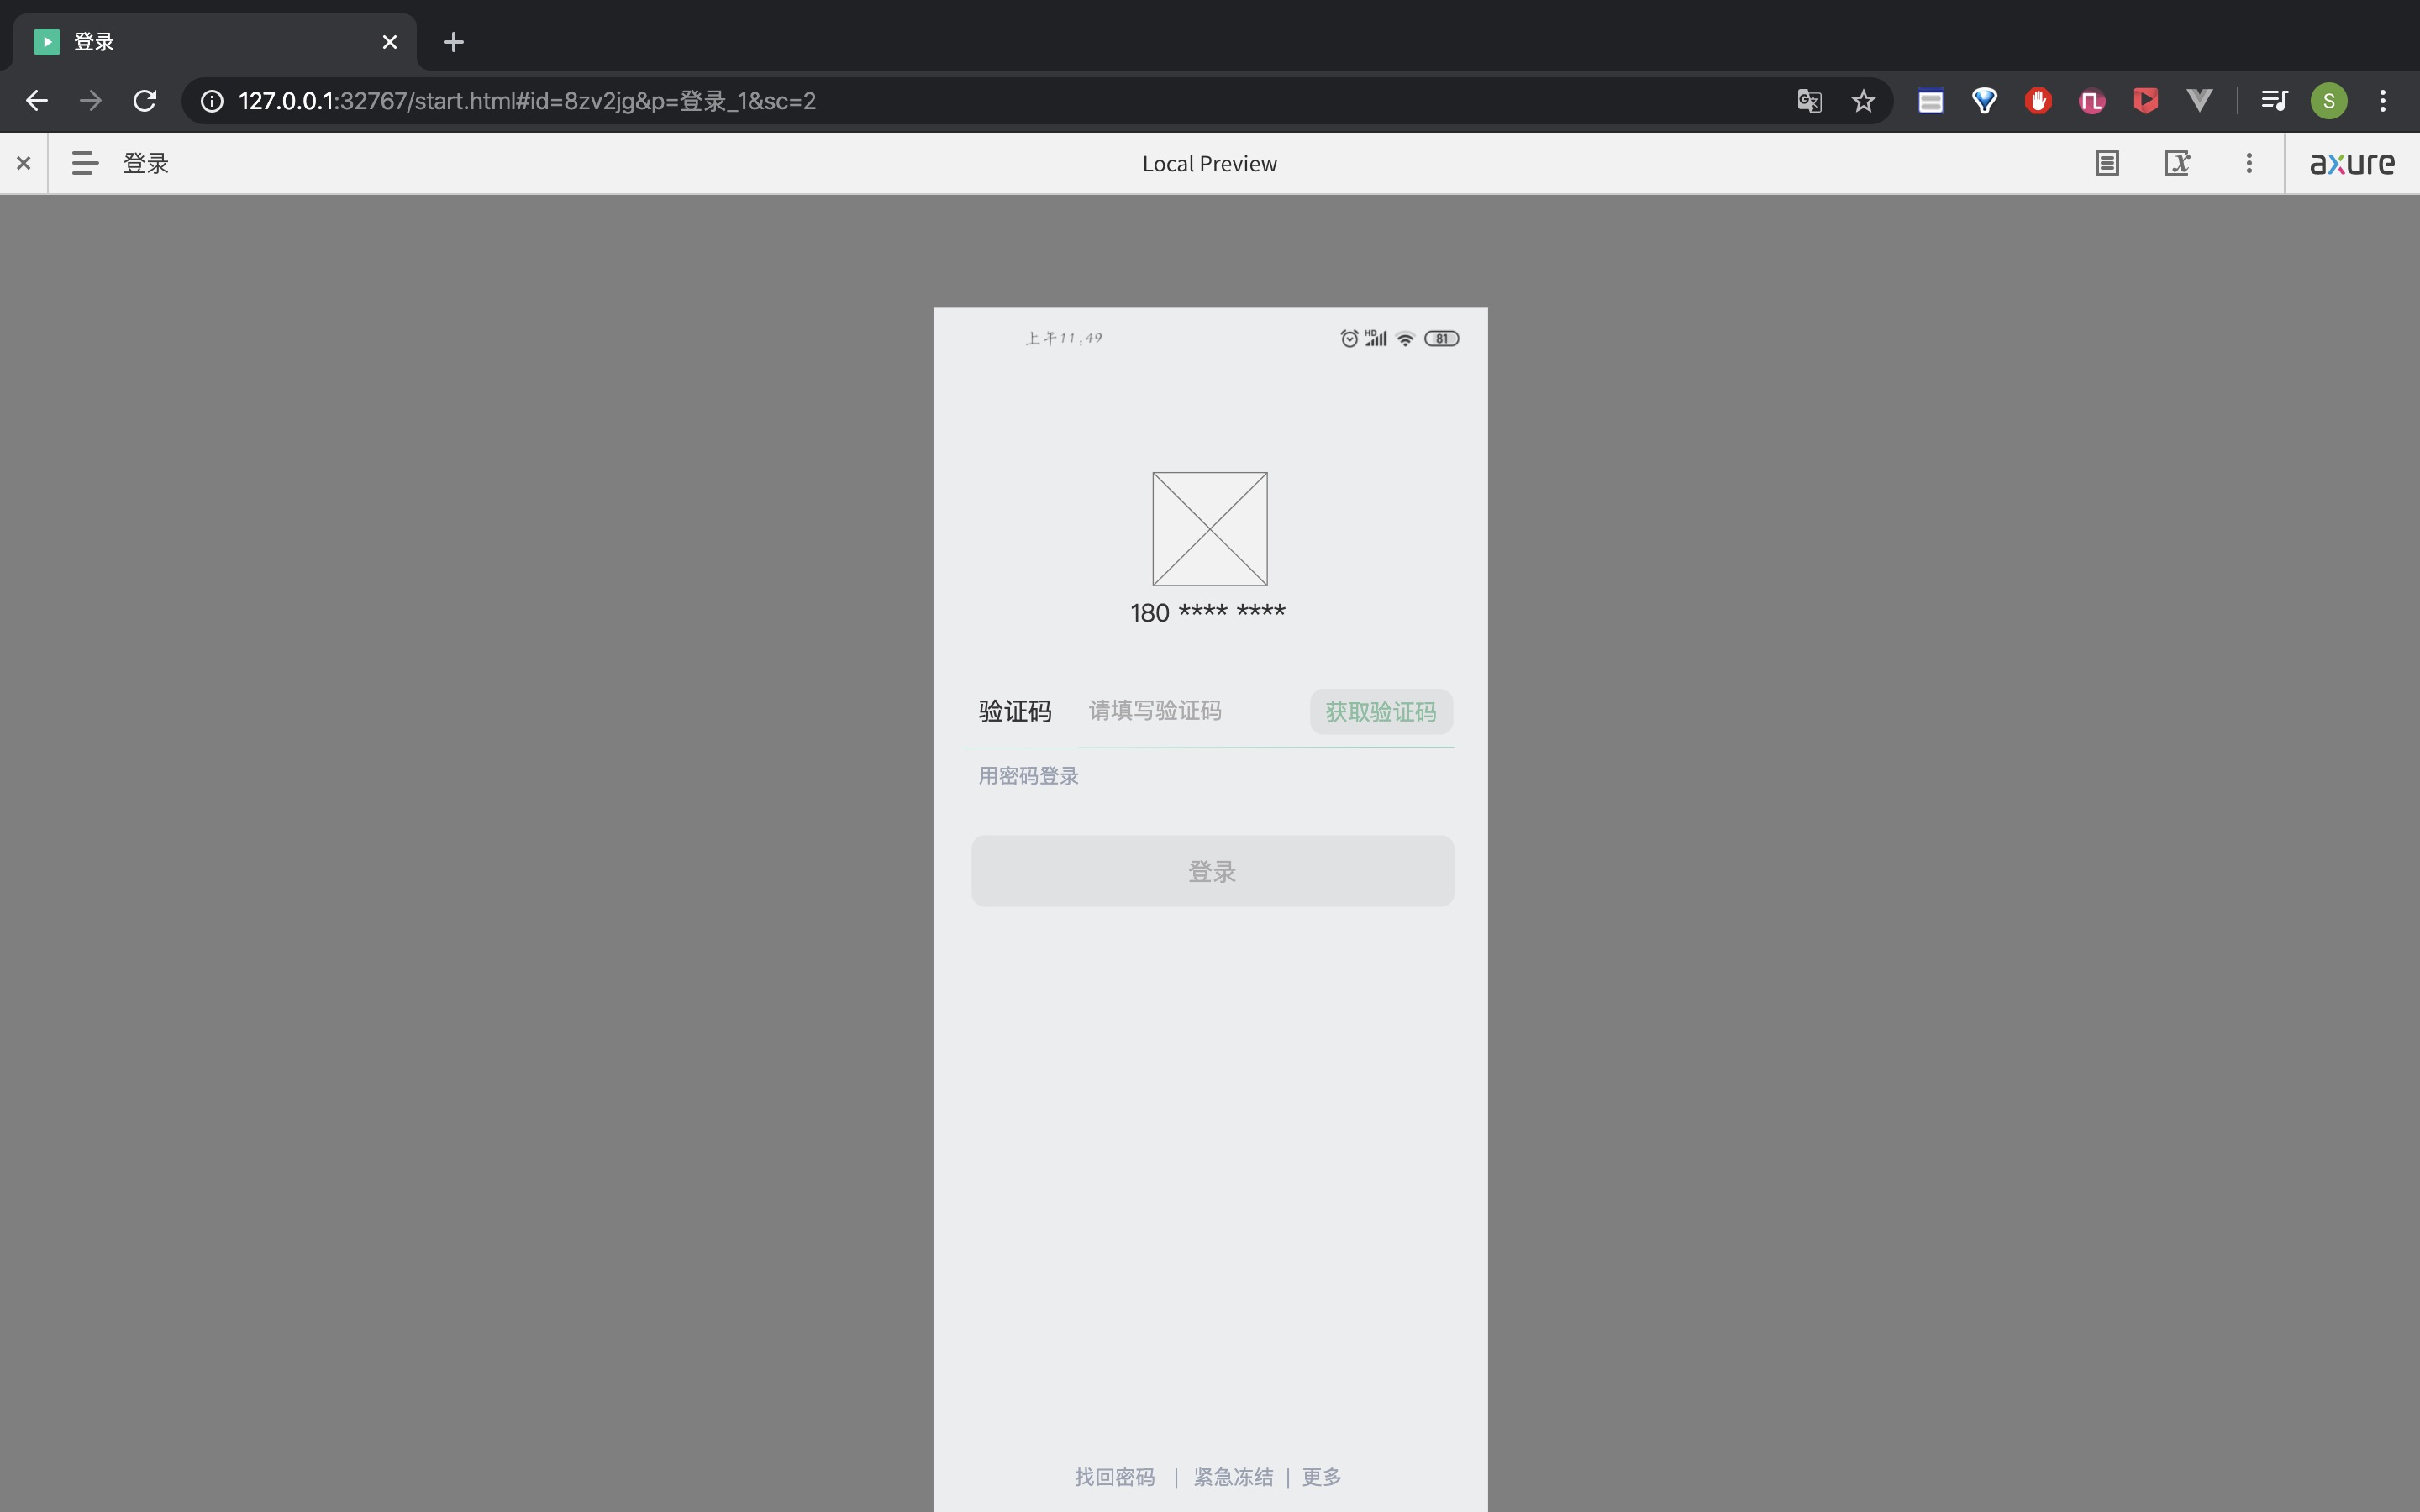 登录
127.0.0.1:32767/start.html#id=8zv2jg&p=登录_1&sc=2
S
登录
Local Preview
axure
上午11:49
HD
81
180 **** ****
验证码 请填写验证码 获取验证码
用密码登录
登录
找回密码 | 紧急冻结 | 更多